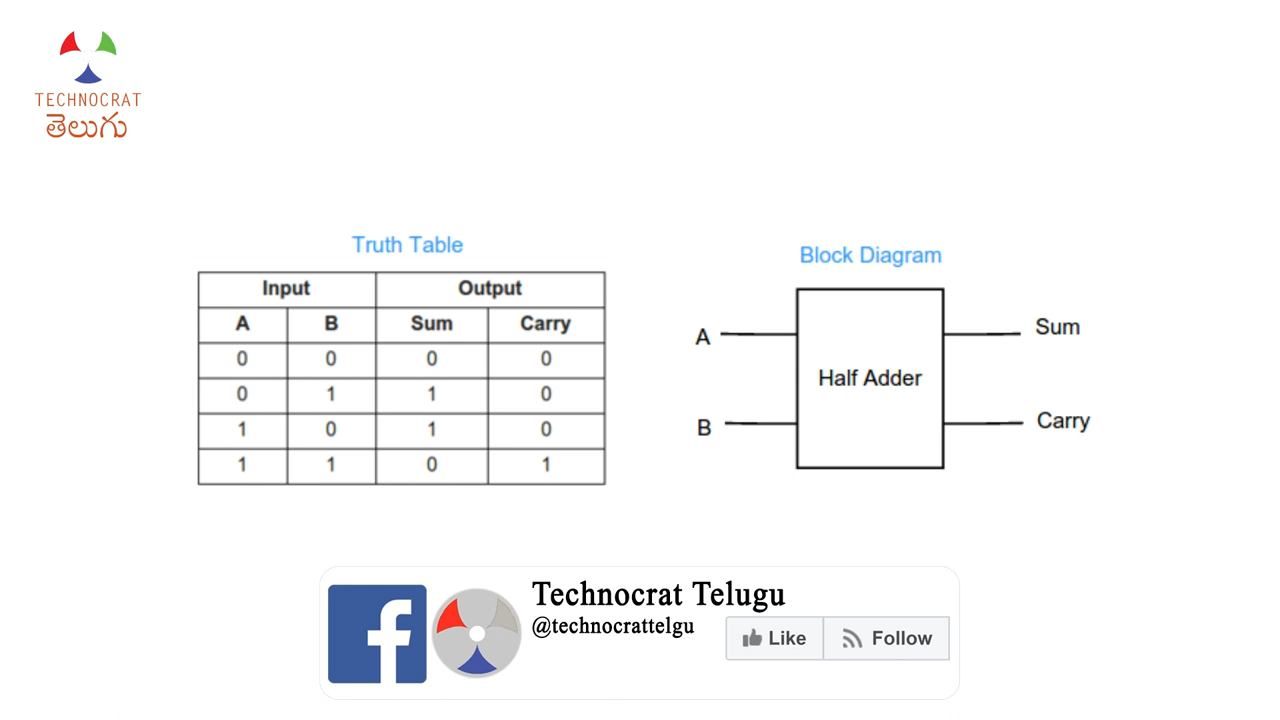 TECHNOCRAT
తెలుగు
Truth Table
Input Output
A B Sum Carry
0 0 0 0
0 1 1 0
1 0 1 0
1 1 0 1
Block Diagram
A
B
Half Adder
Sum
Carry
Technocrat Telugu
@technocrattelgu
Like Follow